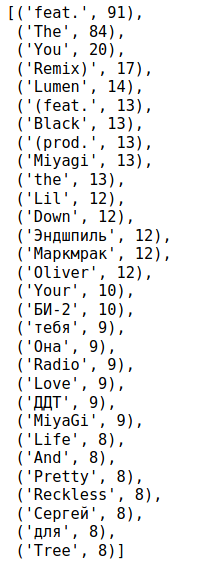 [('feat.', 91),
('The', 84),
('You', 20),
('Remix)', 17),
('Lumen', 14),
('(feat.', 13),
('Black', 13),
('(prod.', 13),
('Miyagi', 13),
('the', 13),
('Lil', 12),
('Down', 12),
('Эндшпиль', 12),
('Маркмрак', 12),
('Oliver', 12),
('Your', 10),
('БИ-2', 10),
('тебя', 9),
('Она', 9),
('Radio', 9),
('Love', 9),
('ДДТ', 9),
('MiyaGi', 9),
('Life', 8),
('And', 8),
('Pretty', 8),
('Reckless', 8),
('Сергей', 8),
('для', 8),
('Tree', 8)]